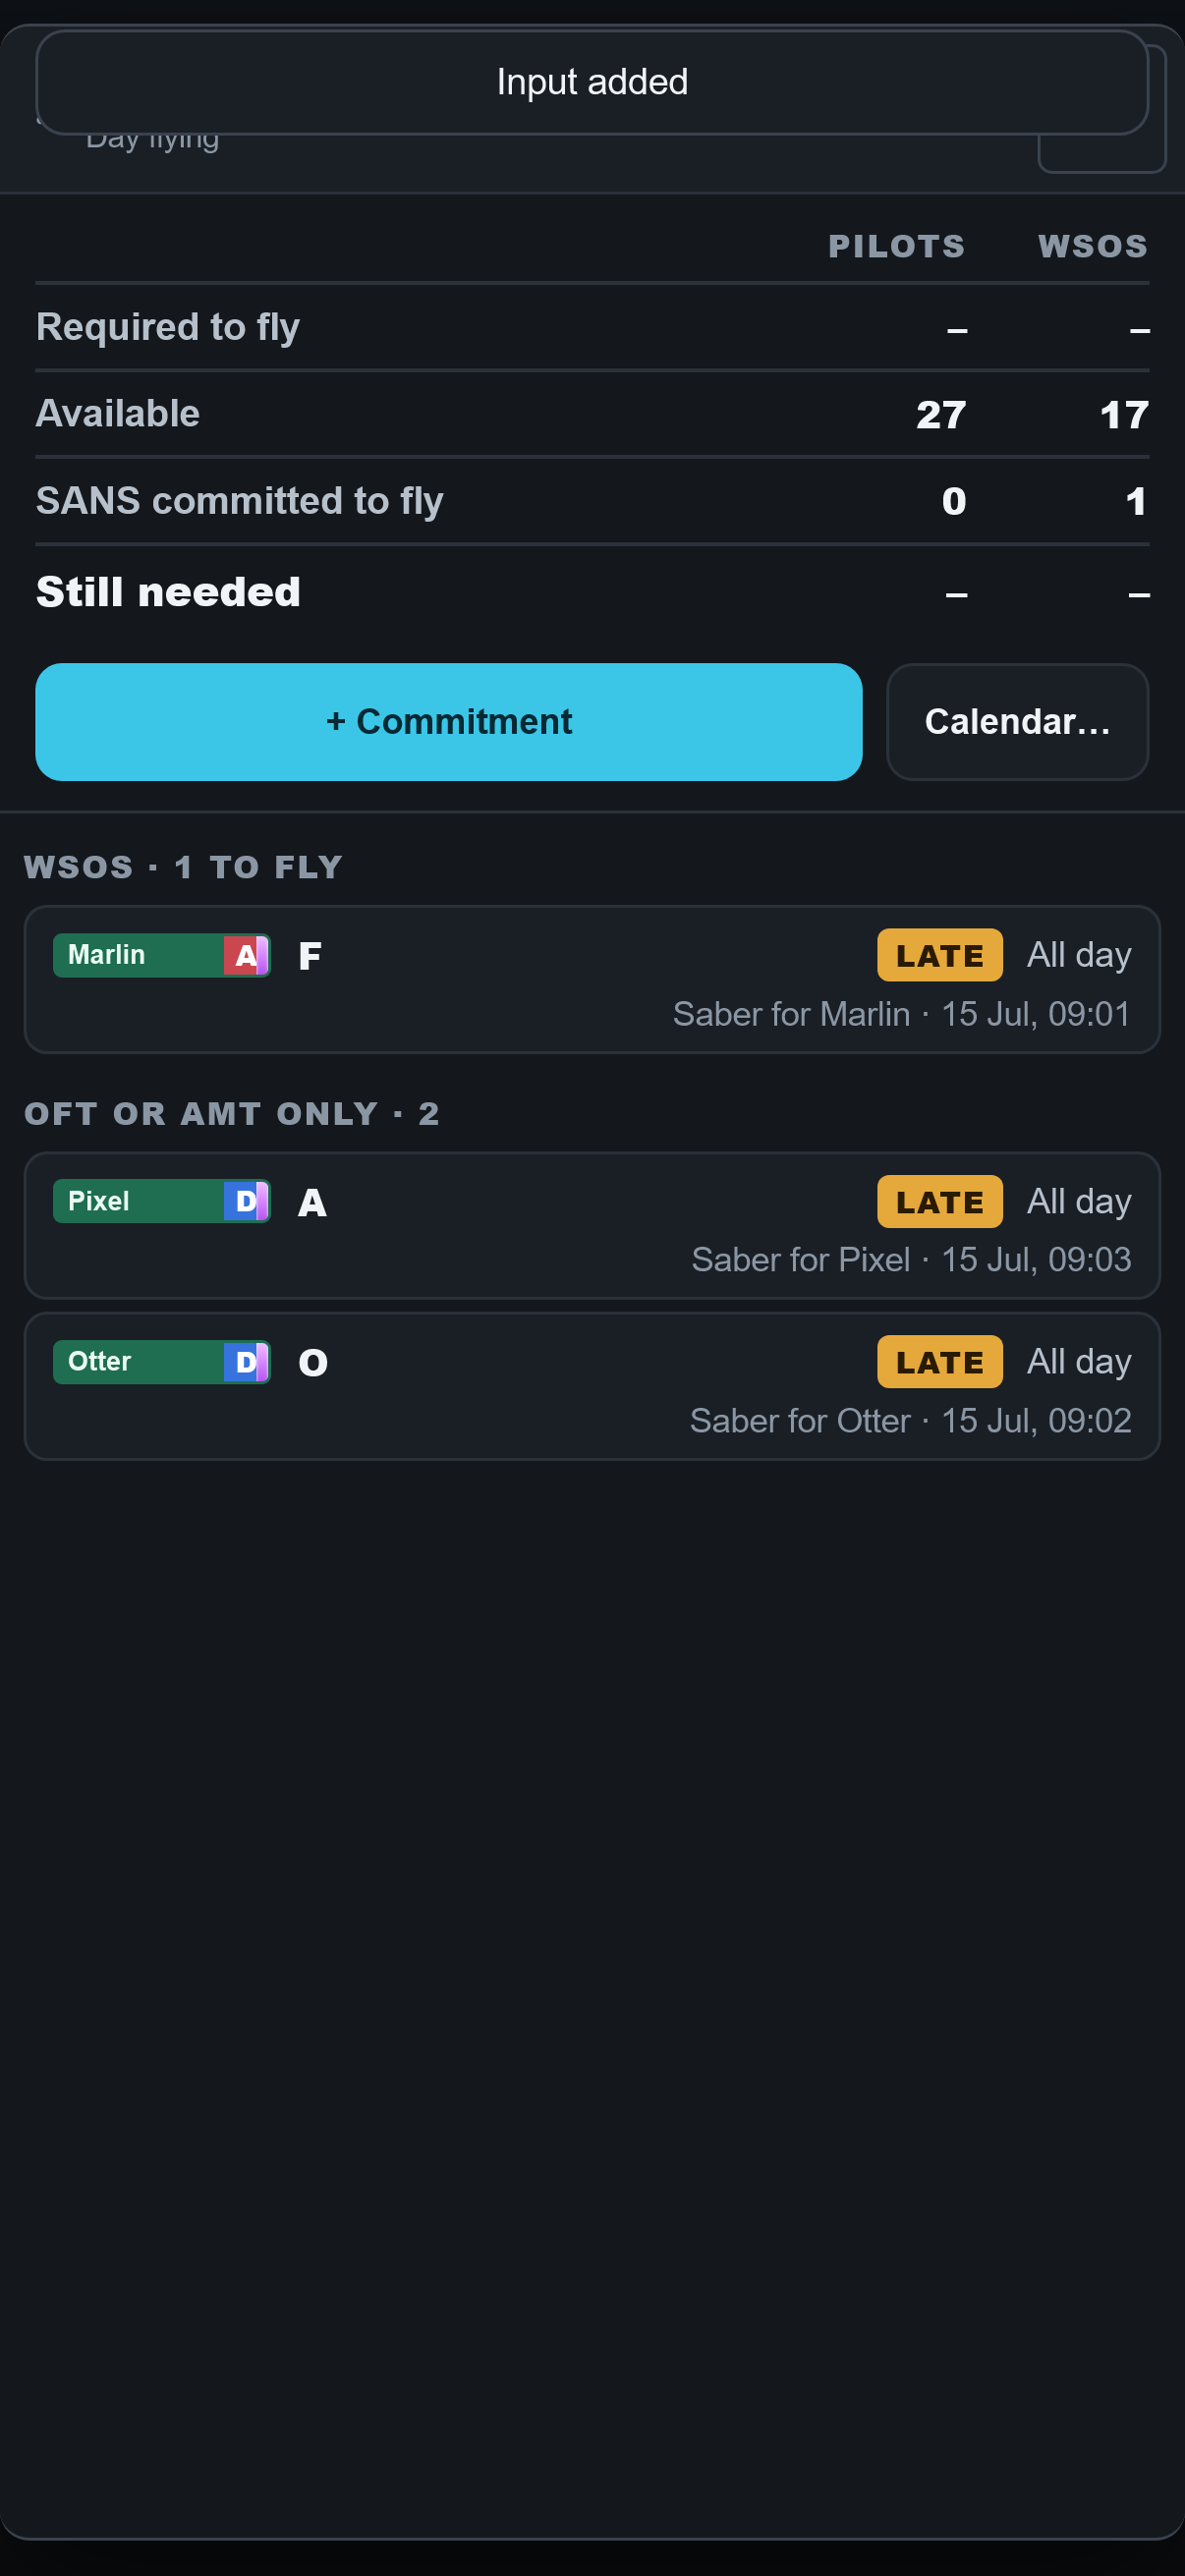 Input added
Day flying
PILOTS WSOS
Required to fly – –
Available 27 17
SANS committed to fly 0 1
Still needed – –
+ Commitment Calendar…
WSOS · 1 TO FLY
Marlin A F LATE All day
Saber for Marlin · 15 Jul, 09:01
OFT OR AMT ONLY · 2
Pixel D A LATE All day
Saber for Pixel · 15 Jul, 09:03
Otter D O LATE All day
Saber for Otter · 15 Jul, 09:02